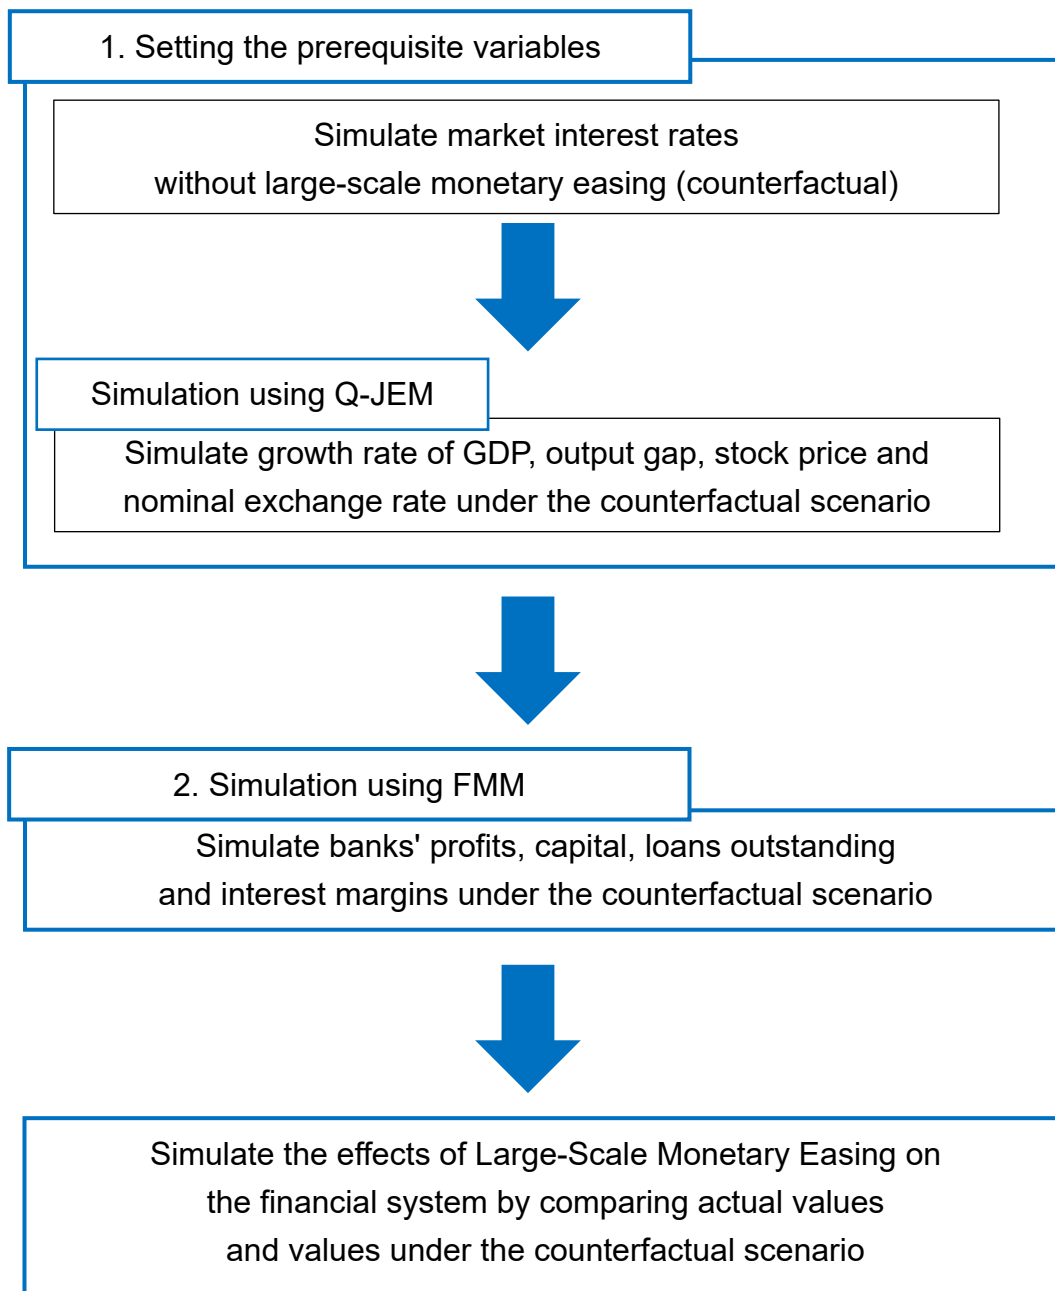 1. Setting the prerequisite variables
Simulate market interest rates
without large-scale monetary easing (counterfactual)
Simulation using Q-JEM
Simulate growth rate of GDP, output gap, stock price and
nominal exchange rate under the counterfactual scenario
2. Simulation using FMM
Simulate banks' profits, capital, loans outstanding
and interest margins under the counterfactual scenario
Simulate the effects of Large-Scale Monetary Easing on
the financial system by comparing actual values
and values under the counterfactual scenario